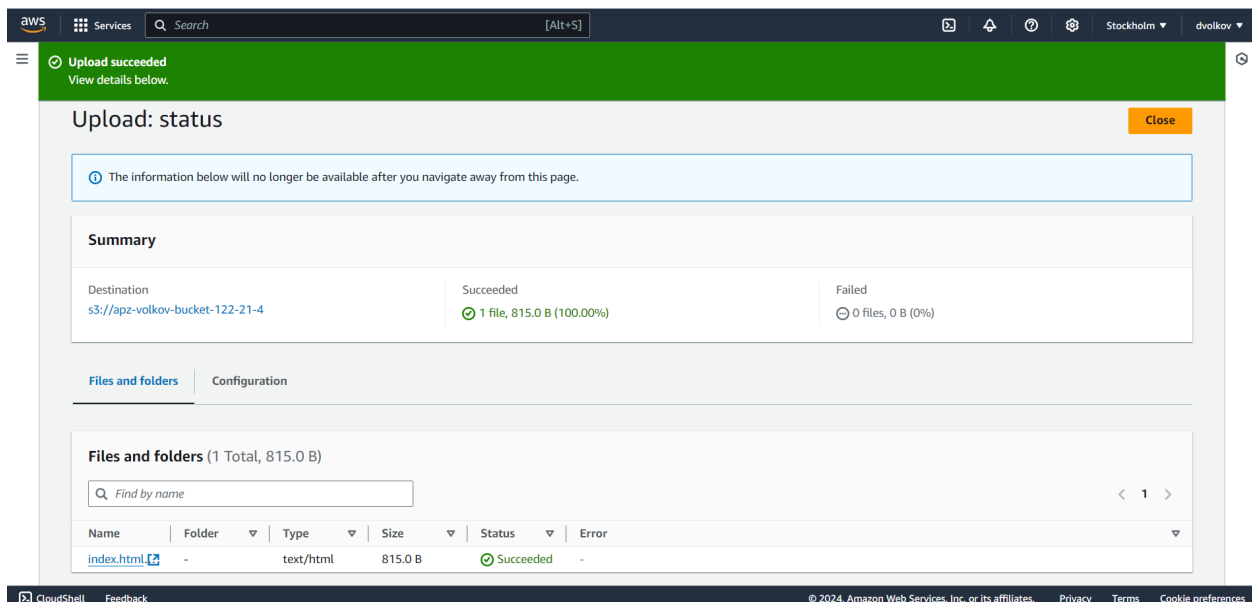 aws Services Search [Alt+S] Stockholm dvolkov
Upload succeeded
View details below.
Upload: status Close
The information below will no longer be available after you navigate away from this page.
Summary
Destination Succeeded Failed
s3://apz-volkov-bucket-122-21-4 1 file, 815.0 B (100.00%) 0 files, 0 B (0%)
Files and folders Configuration
Files and folders (1 Total, 815.0 B)
Find by name 1
Name Folder Type Size Status Error
index.html. - text/html 815.0 B Succeeded -
CloudShell Feedback © 2024, Amazon Web Services, Inc. or its affiliates. Privacy Terms Cookie preferences